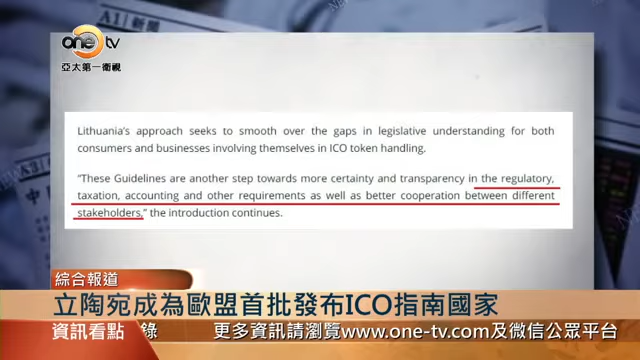 A1 | 新聞
one tv
亞太第一衛視
Lithuania's approach seeks to smooth over the gaps in legislative understanding for both
consumers and businesses involving themselves in ICO token handling.
"These Guidelines are another step towards more certainty and transparency in the regulatory,
taxation, accounting and other requirements as well as better cooperation between different
stakeholders," the introduction continues.
綜合報道
立陶宛成為歐盟首批發布ICO指南國家
資訊看點
錄 更多資訊請瀏覽www.one-tv.com及微信公眾平台